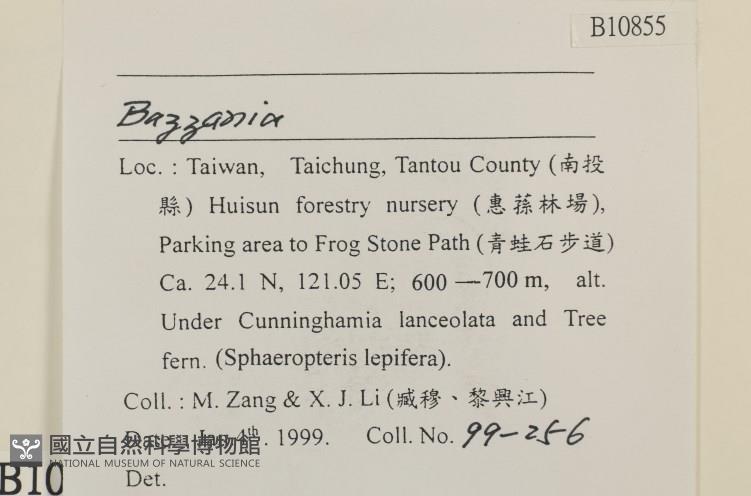 B10855
Bazzania
Loc. : Taiwan, Taichung, Tantou County (南投
縣) Huisun forestry nursery (惠蓀林場),
Parking area to Frog Stone Path (青蛙石步道)
Ca. 24.1 N, 121.05 E; 600 —700 m, alt.
Under Cunninghamia lanceolata and Tree
fern. (Sphaeropteris lepifera).
Coll. : M. Zang & X. J. Li (臧穆、黎興江)
4th. 1999. Coll. No. 99-256
國立自然科學博物館
NATIONAL MUSEUM OF NATURAL SCIENCE
Det.
B10